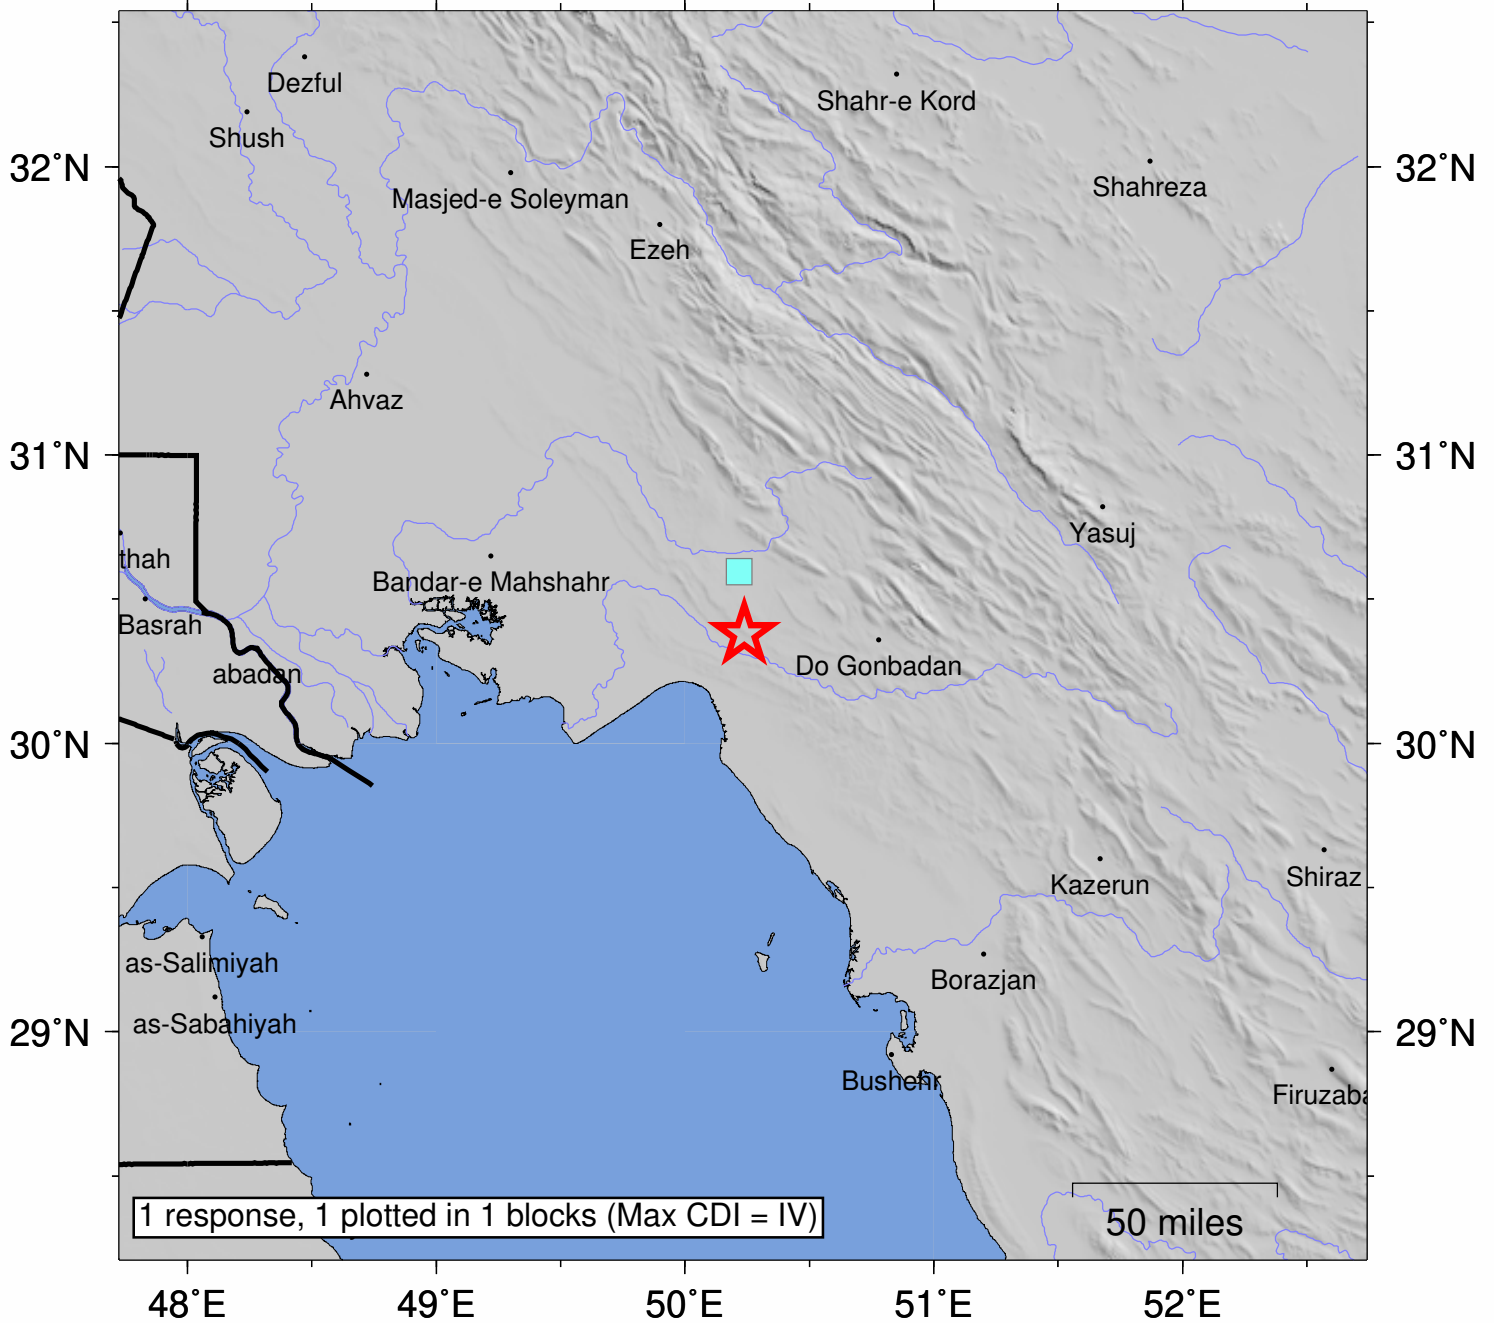 Dezful
Shahr-e Kord
Shush
32˚N
32˚N
Masjed-e Soleyman
Shahreza
Ezeh
Ahvaz
31˚N
31˚N
Yasuj
thah
Bandar-e Mahshahr
Basrah
abadan
Do Gonbadan
30˚N
30˚N
Kazerun
Shiraz
as-Salimiyah
Borazjan
as-Sabahiyah
29˚N
29˚N
Bushehr
Firuzaba
1 response, 1 plotted in 1 blocks (Max CDI = IV)
50 miles
48˚E
49˚E
50˚E
51˚E
52˚E